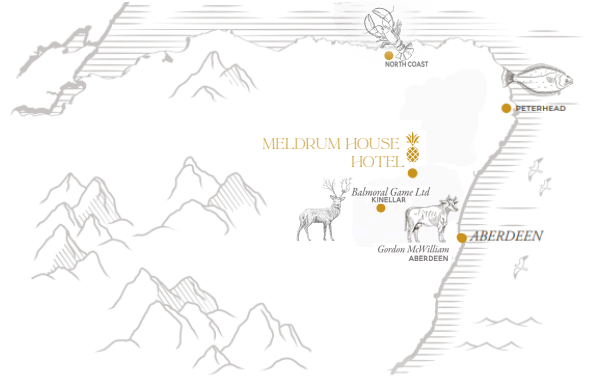 NORTH COAST
PETERHEAD
MELDRUM HOUSE
HOTEL
Balmoral Game Ltd
KINELLAR
ABERDEEN
Gordon McWilliam
ABERDEEN